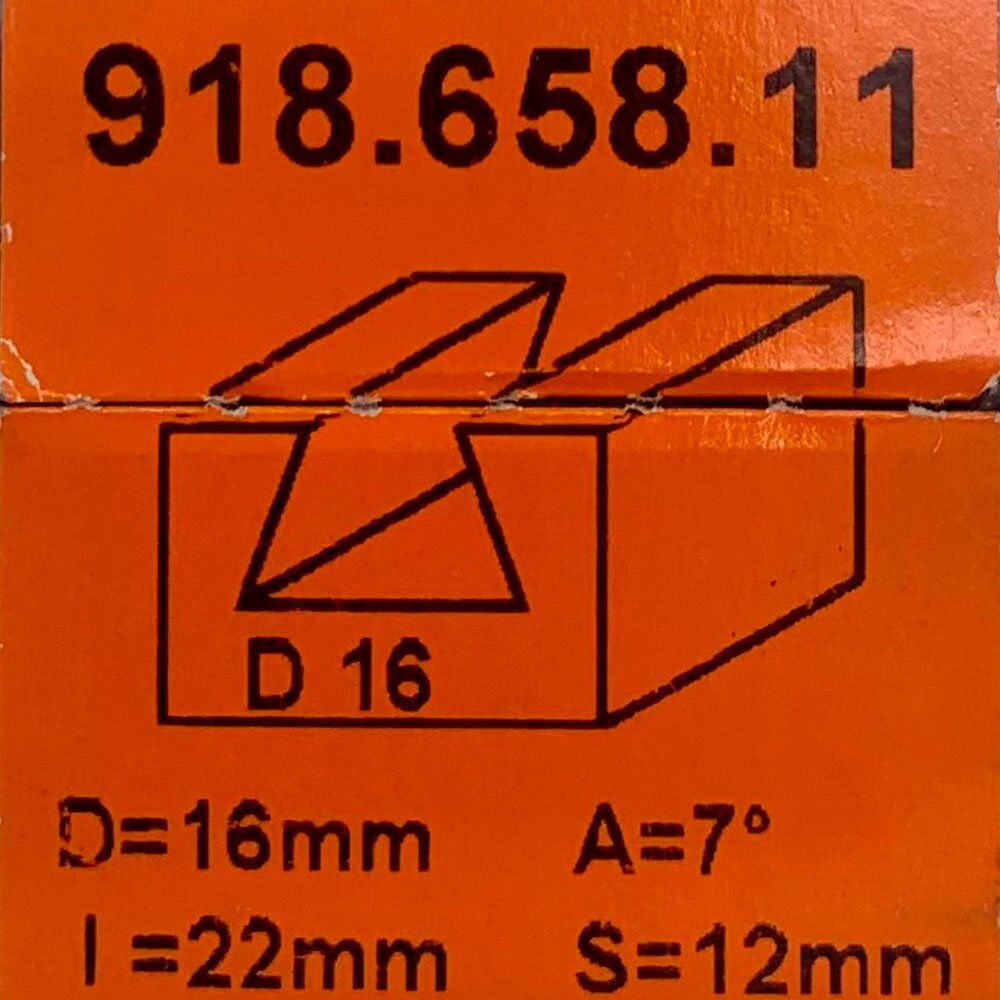 918.658.11
D 16
D=16mm A=7°
I =22mm S=12mm